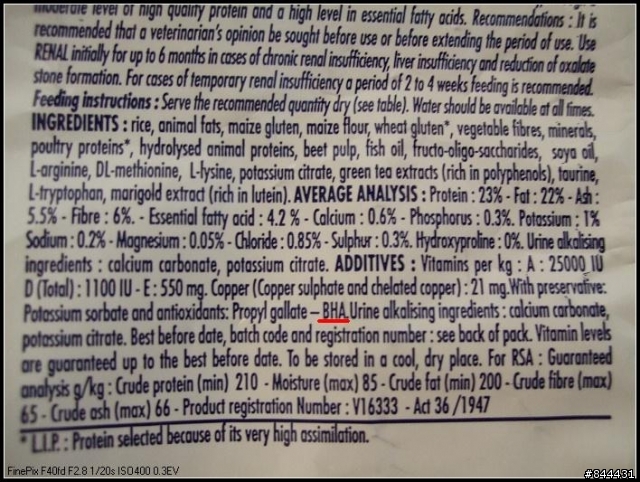 moderate level of high quality protein and a high level in essential fatty acids. Recommendations : It is
recommended that a veterinarian's opinion be sought before use or before extending the period of use. Use
RENAL initially for up to 6 months in cases of chronic renal insufficiency, liver insufficiency and reduction of oxalate
stone formation. For cases of temporary renal insufficiency a period of 2 to 4 weeks feeding is recommended.
Feeding instructions : Serve the recommended quantity dry (see table). Water should be available at all times.
INGREDIENTS : rice, animal fats, maize gluten, maize flour, wheat gluten*, vegetable fibres, minerals,
poultry proteins*, hydrolysed animal proteins, beet pulp, fish oil, fructo-oligo-saccharides, soya oil,
L-arginine, DL-methionine, L-lysine, potassium citrate, green tea extracts (rich in polyphenols), taurine,
L-tryptophan, marigold extract (rich in lutein). AVERAGE ANALYSIS : Protein : 23% - Fat : 22% - Ash :
5.5% - Fibre : 6%. - Essential fatty acid : 4.2 % - Calcium : 0.6% - Phosphorus : 0.3%. Potassium : 1%
Sodium : 0.2% - Magnesium : 0.05% - Chloride : 0.85% - Sulphur : 0.3%. Hydroxyproline : 0%. Urine alkalising
ingredients : calcium carbonate, potassium citrate. ADDITIVES : Vitamins per kg : A : 25000 IU
D (Total) : 1100 IU - E : 550 mg. Copper (Copper sulphate and chelated copper) : 21 mg.With preservative:
Potassium sorbate and antioxidants: Propyl gallate – BHA.Urine alkalising ingredients : calcium carbonate,
potassium citrate. Best before date, batch code and registration number : see back of pack. Vitamin levels
are guaranteed up to the best before date. To be stored in a cool, dry place. For RSA : Guaranteed
analysis g/kg : Crude protein (min) 210 - Moisture (max) 85 - Crude fat (min) 200 - Crude fibre (max)
65 - Crude ash (max) 66 - Product registration Number : V16333 - Act 36 /1947
* L.I.P. : Protein selected because of its very high assimilation.
FinePix F40fd F2.8 1/20s ISO400 0.3EV
#844431